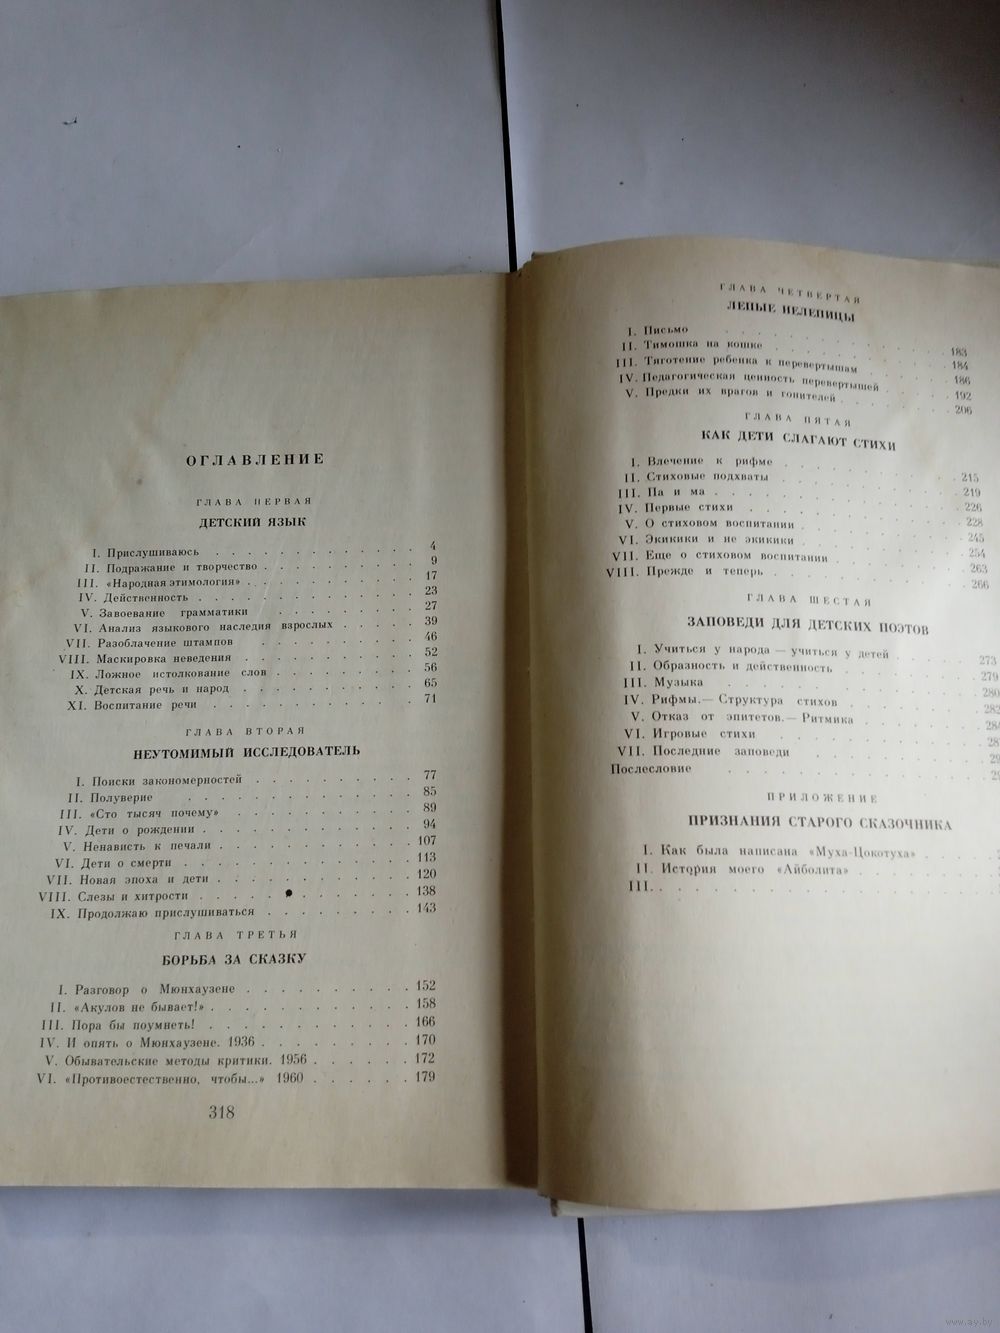 ОГЛАВЛЕНИЕ
ГЛАВА ПЕРВАЯ
ДЕТСКИЙ ЯЗЫК
I. Прислушиваюсь . . . . . . . . . . . . 4
II. Подражание и творчество . . . . . . . . . 9
III. «Народная этимология» . . . . . . . . . . 17
IV. Действенность . . . . . . . . . . . . 23
V. Завоевание грамматики . . . . . . . . 27
VI. Анализ языкового наследия взрослых . . . . . 39
VII. Разоблачение штампов . . . . . . . . . . 46
VIII. Маскировка неведения . . . . . . . . . . 52
IX. Ложное истолкование слов . . . . . . . . 56
X. Детская речь и народ . . . . . . . . . . 65
XI. Воспитание речи . . . . . . . . . . . . 71
ГЛАВА ВТОРАЯ
НЕУТОМИМЫЙ ИССЛЕДОВАТЕЛЬ
I. Поиски закономерностей . . . . . . . . . 77
II. Полуверие . . . . . . . . . . . . 85
III. «Сто тысяч почему» . . . . . . . . . . 89
IV. Дети о рождении . . . . . . . . . . . . 94
V. Ненависть к печали . . . . . . . . . . . 107
VI. Дети о смерти . . . . . . . . . . . . 113
VII. Новая эпоха и дети . . . . . . . . . . . 120
VIII. Слезы и хитрости . . . . . . . . . . . . 138
IX. Продолжаю прислушиваться . . . . . . . . 143
ГЛАВА ТРЕТЬЯ
БОРЬБА ЗА СКАЗКУ
I. Разговор о Мюнхаузене . . . . . . . . . . 152
II. «Акулов не бывает!» . . . . . . . . . . . 158
III. Пора бы поумнеть! . . . . . . . . . . . 166
IV. И опять о Мюнхаузене. 1936 . . . . . . . . 170
V. Обывательские методы критики. 1956 . . . . . 172
VI. «Противоестественно, чтобы...» 1960 . . . . . . 179
318
ГЛАВА ЧЕТВЕРТАЯ
ЛЕПЫЕ НЕЛЕПИЦЫ
I. Письмо . . . . . . . . . . . . 183
II. Тимошка на кошке . . . . . . . . . . 184
III. Тяготение ребенка к перевертышам . . . . . 186
IV. Педагогическая ценность перевертышей . . . . 192
V. Предки их врагов и гонителей . . . . . . . 206
ГЛАВА ПЯТАЯ
КАК ДЕТИ СЛАГАЮТ СТИХИ
I. Влечение к рифме . . . . . . . . . . 215
II. Стиховые подхваты . . . . . . . . . . 219
III. Па и ма . . . . . . . . . . . . . 226
IV. Первые стихи . . . . . . . . . . . . 228
V. О стиховом воспитании . . . . . . . . . 245
VI. Экикики и не экикики . . . . . . . . . 254
VII. Еще о стиховом воспитании . . . . . . . 263
VIII. Прежде и теперь . . . . . . . . . . . 266
ГЛАВА ШЕСТАЯ
ЗАПОВЕДИ ДЛЯ ДЕТСКИХ ПОЭТОВ
I. Учиться у народа — учиться у детей . . . . . 273
II. Образность и действенность . . . . . . . 279
III. Музыка . . . . . . . . . . . . . 280
IV. Рифмы.— Структура стихов . . . . . . . 282
V. Отказ от эпитетов.— Ритмика . . . . . . .
VI. Игровые стихи . . . . . . . . . . .
VII. Последние заповеди . . . . . . . . .
Послесловие . . . . . . . . . . . .
ПРИЛОЖЕНИЕ
ПРИЗНАНИЯ СТАРОГО СКАЗОЧНИКА
I. Как была написана «Муха-Цокотуха» . . . .
II. История моего «Айболита» . . . . . . . .
III. . . . . . . . . . . . . . . . . .
www.ay.by